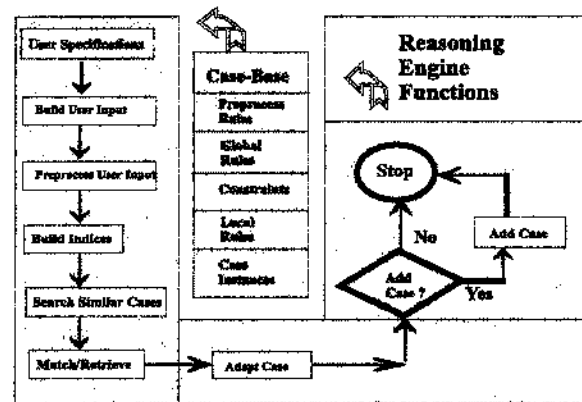 User Specifications
Build User Input
Preprocess User Input
Build Indices
Search Similar Cases
Match/Retrieve
Case-Base
Preprocess
Rules
Global
Rules
Constraints
Local
Rules
Case
Instances
Adapt Case
Reasoning
Engine
Functions
Stop
No
Add Case
Add
Case ?
Yes